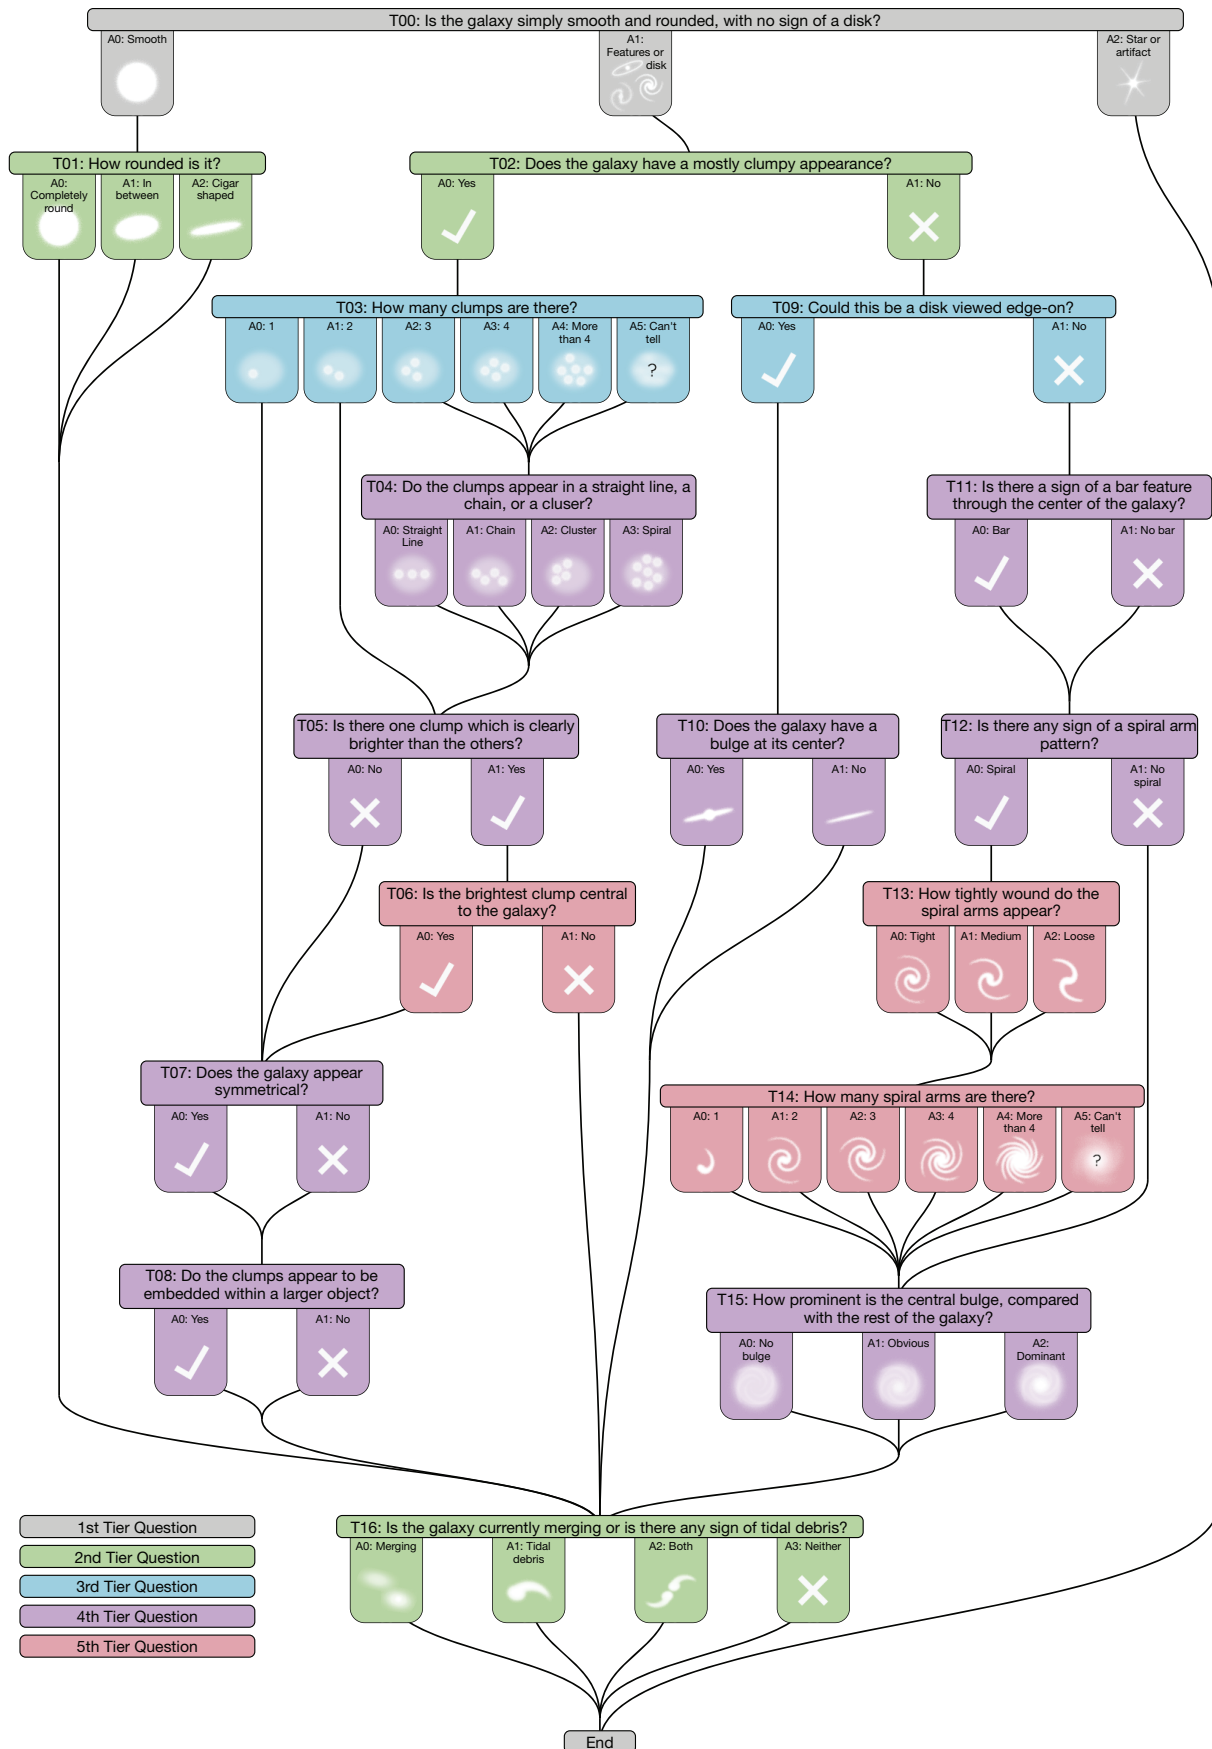 T00: Is the galaxy simply smooth and rounded, with no sign of a disk?
A0: Smooth
A1:
Features or
disk
A2: Star or
artifact
T01: How rounded is it?
A0:
Completely
round
A1: In
between
A2: Cigar
shaped
T02: Does the galaxy have a mostly clumpy appearance?
A0: Yes
A1: No
T03: How many clumps are there?
A0: 1
A1: 2
A2: 3
A3: 4
A4: More
than 4
A5: Can't
tell
?
T09: Could this be a disk viewed edge-on?
A0: Yes
A1: No
T04: Do the clumps appear in a straight line, a
chain, or a cluser?
A0: Straight
Line
A1: Chain
A2: Cluster
A3: Spiral
T11: Is there a sign of a bar feature
through the center of the galaxy?
A0: Bar
A1: No bar
T05: Is there one clump which is clearly
brighter than the others?
A0: No
A1: Yes
T10: Does the galaxy have a
bulge at its center?
A0: Yes
A1: No
T12: Is there any sign of a spiral arm
pattern?
A0: Spiral
A1: No
spiral
T06: Is the brightest clump central
to the galaxy?
A0: Yes
A1: No
T13: How tightly wound do the
spiral arms appear?
A0: Tight
A1: Medium
A2: Loose
T07: Does the galaxy appear
symmetrical?
A0: Yes
A1: No
T14: How many spiral arms are there?
A0: 1
A1: 2
A2: 3
A3: 4
A4: More
than 4
A5: Can't
tell
?
T08: Do the clumps appear to be
embedded within a larger object?
A0: Yes
A1: No
T15: How prominent is the central bulge, compared
with the rest of the galaxy?
A0: No
bulge
A1: Obvious
A2:
Dominant
T16: Is the galaxy currently merging or is there any sign of tidal debris?
A0: Merging
A1: Tidal
debris
A2: Both
A3: Neither
1st Tier Question
2nd Tier Question
3rd Tier Question
4th Tier Question
5th Tier Question
End